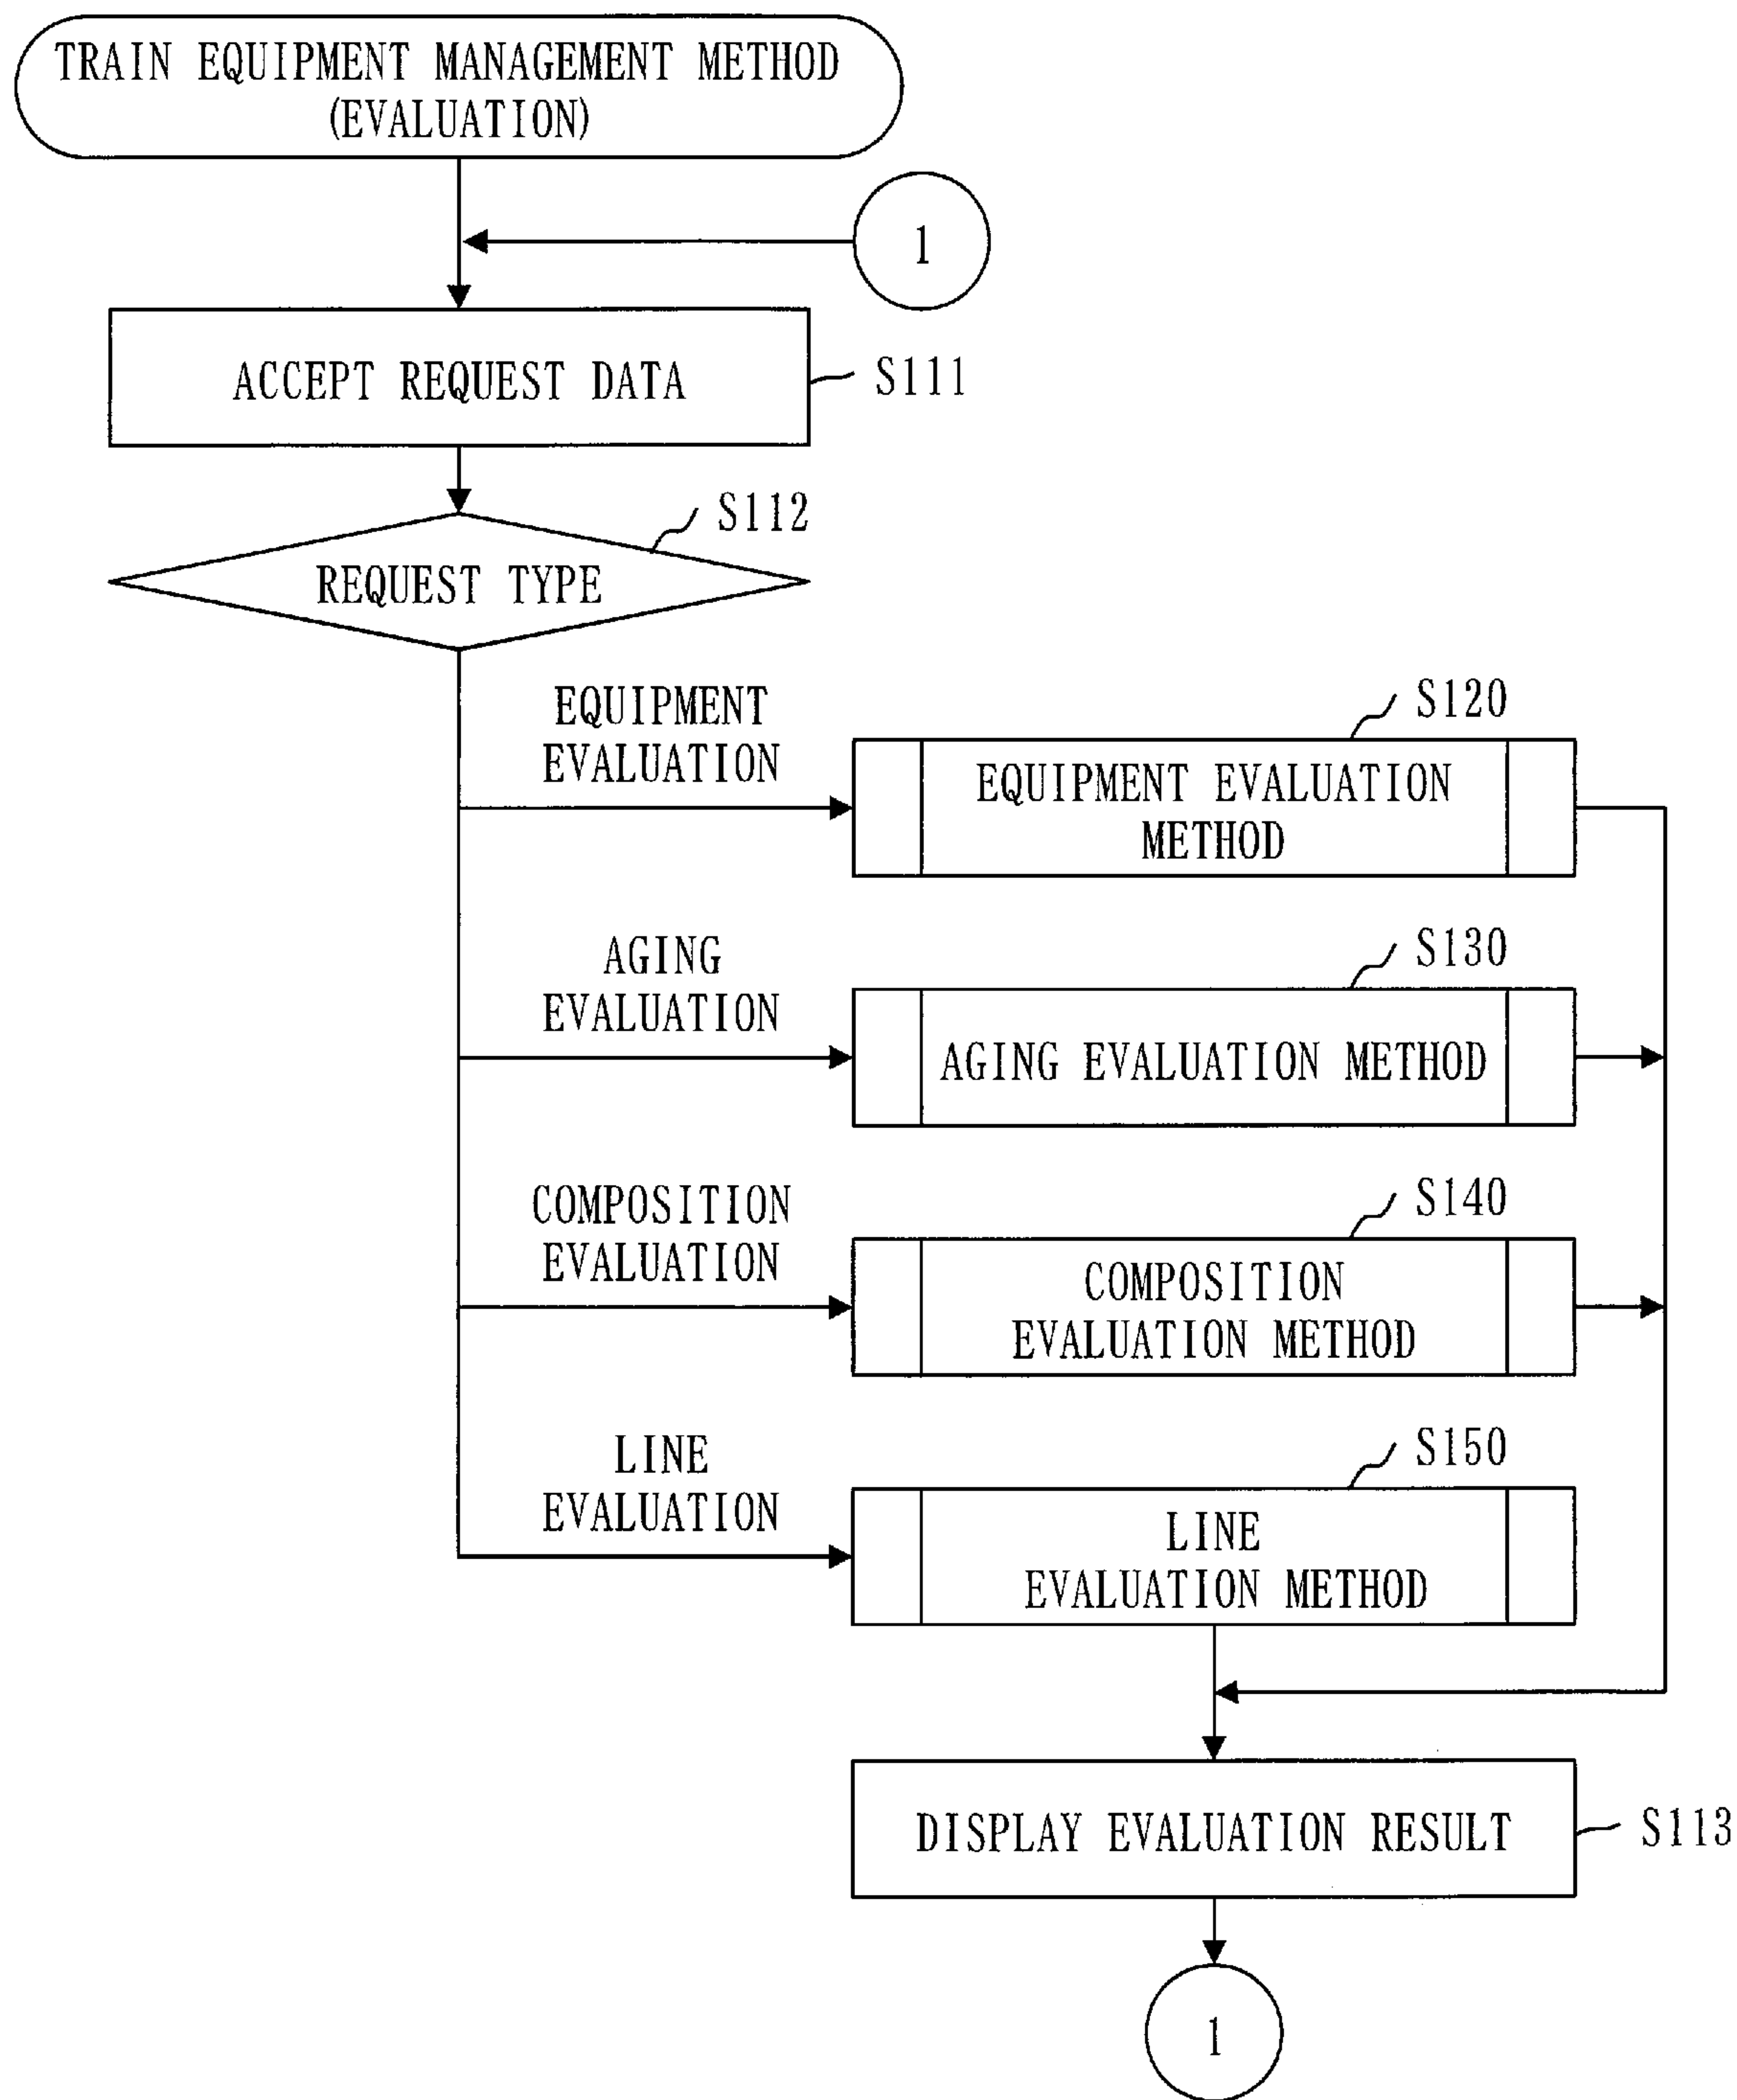 TRAIN EQUIPMENT MANAGEMENT METHOD
(EVALUATION)
1
ACCEPT REQUEST DATA
S111
S112
REQUEST TYPE
EQUIPMENT
EVALUATION
S120
EQUIPMENT EVALUATION
METHOD
AGING
EVALUATION
S130
AGING EVALUATION METHOD
COMPOSITION
EVALUATION
S140
COMPOSITION
EVALUATION METHOD
LINE
EVALUATION
S150
LINE
EVALUATION METHOD
DISPLAY EVALUATION RESULT
S113
1